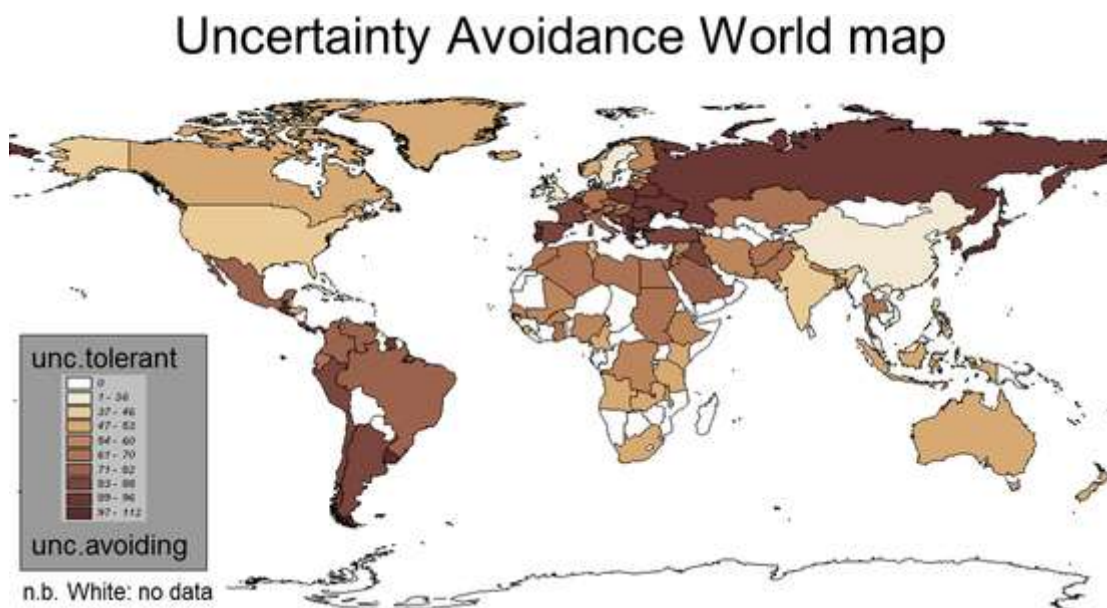 Uncertainty Avoidance World map
unc.tolerant
0
1 - 36
37 - 46
47 - 53
54 - 60
61 - 70
71 - 82
83 - 88
89 - 96
97 - 112
unc.avoiding
n.b. White: no data